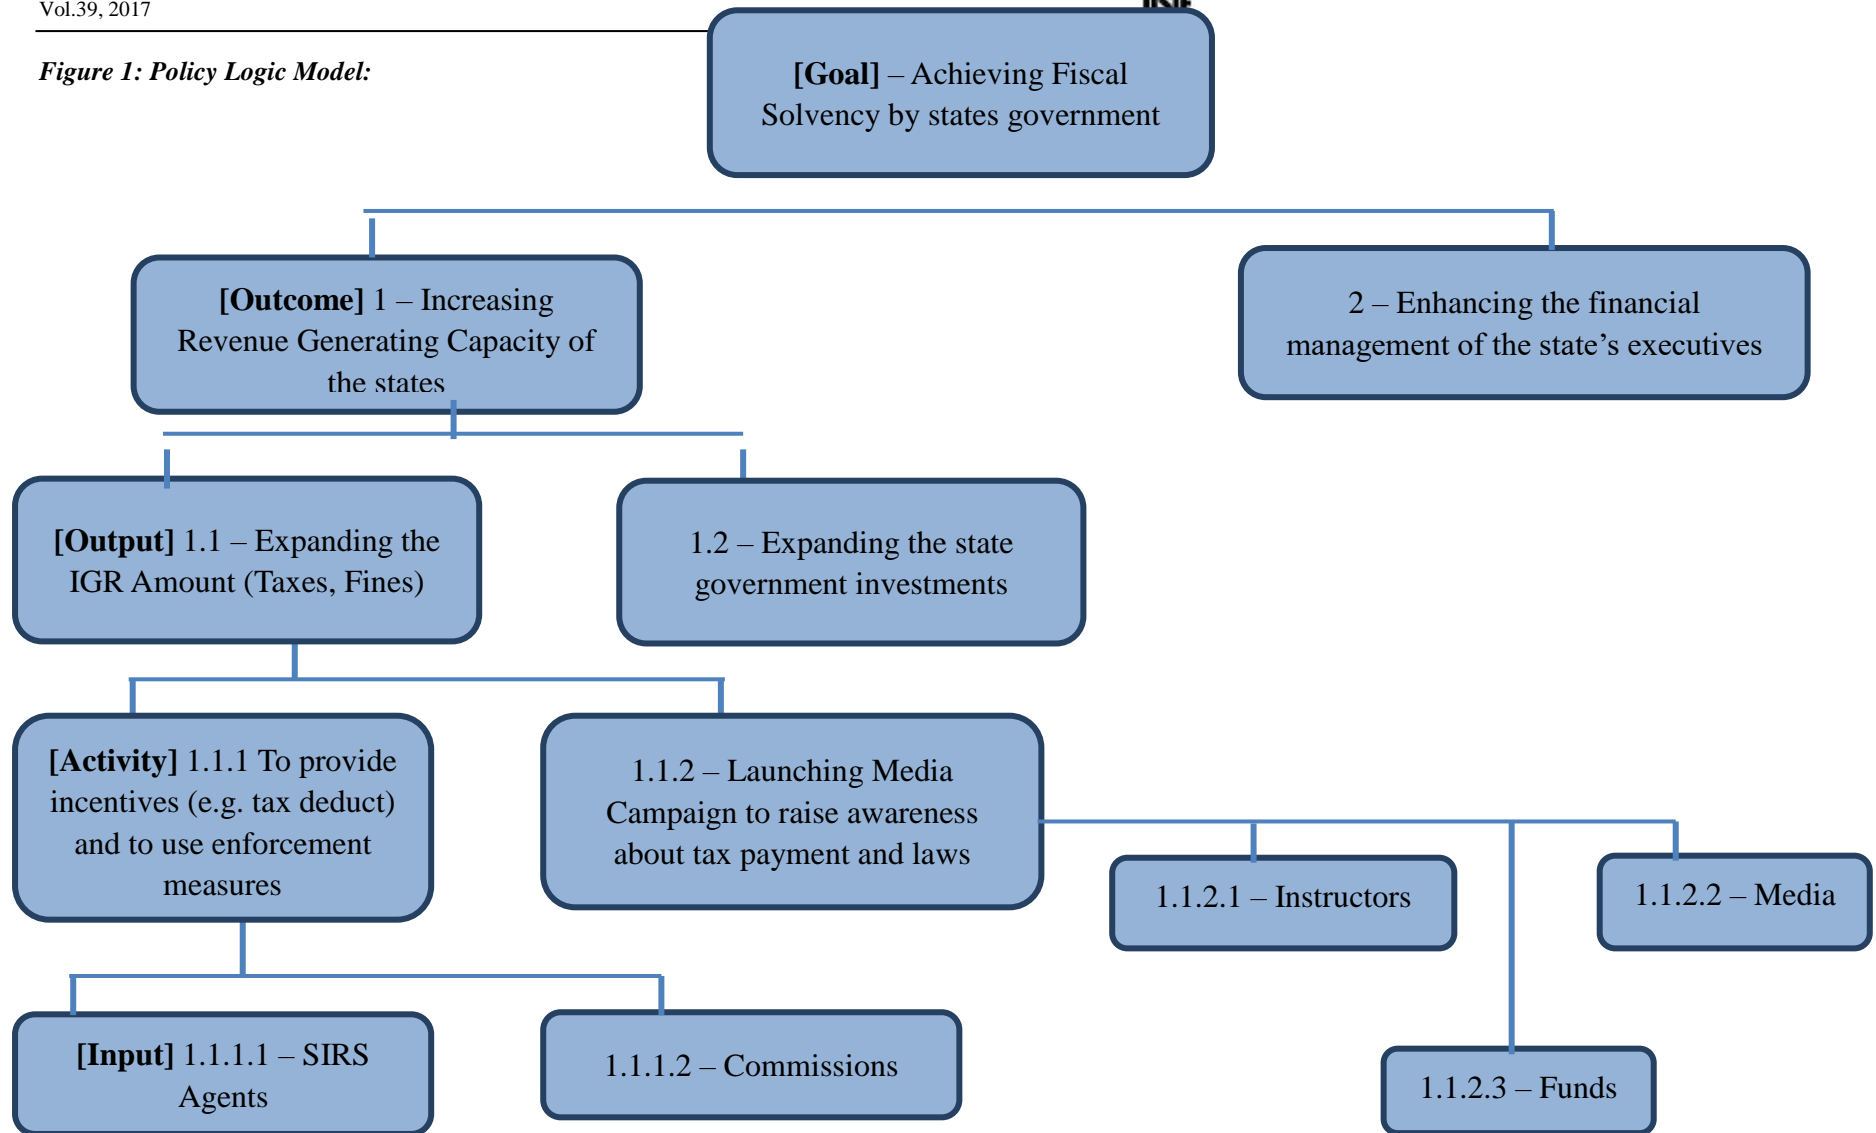 Vol.39, 2017
Figure 1: Policy Logic Model:
[Goal] – Achieving Fiscal
Solvency by states government
[Outcome] 1 – Increasing
Revenue Generating Capacity of
the states
2 – Enhancing the financial
management of the state’s executives
[Output] 1.1 – Expanding the
IGR Amount (Taxes, Fines)
1.2 – Expanding the state
government investments
[Activity] 1.1.1 To provide
incentives (e.g. tax deduct)
and to use enforcement
measures
1.1.2 – Launching Media
Campaign to raise awareness
about tax payment and laws
1.1.2.1 – Instructors
1.1.2.2 – Media
[Input] 1.1.1.1 – SIRS
Agents
1.1.1.2 – Commissions
1.1.2.3 – Funds